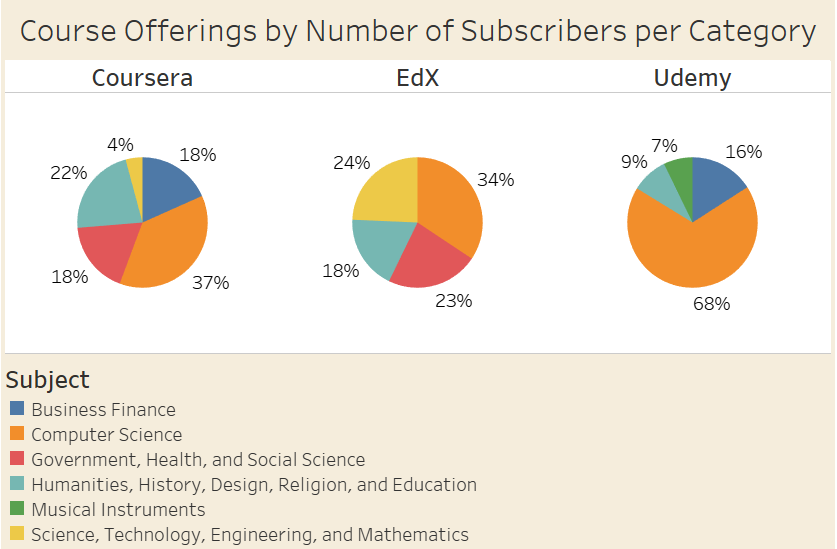 Course Offerings by Number of Subscribers per Category
Coursera
EdX
Udemy
4%
18%
22%
18%
37%
24%
34%
18%
23%
7%
16%
9%
68%
Subject
Business Finance
Computer Science
Government, Health, and Social Science
Humanities, History, Design, Religion, and Education
Musical Instruments
Science, Technology, Engineering, and Mathematics